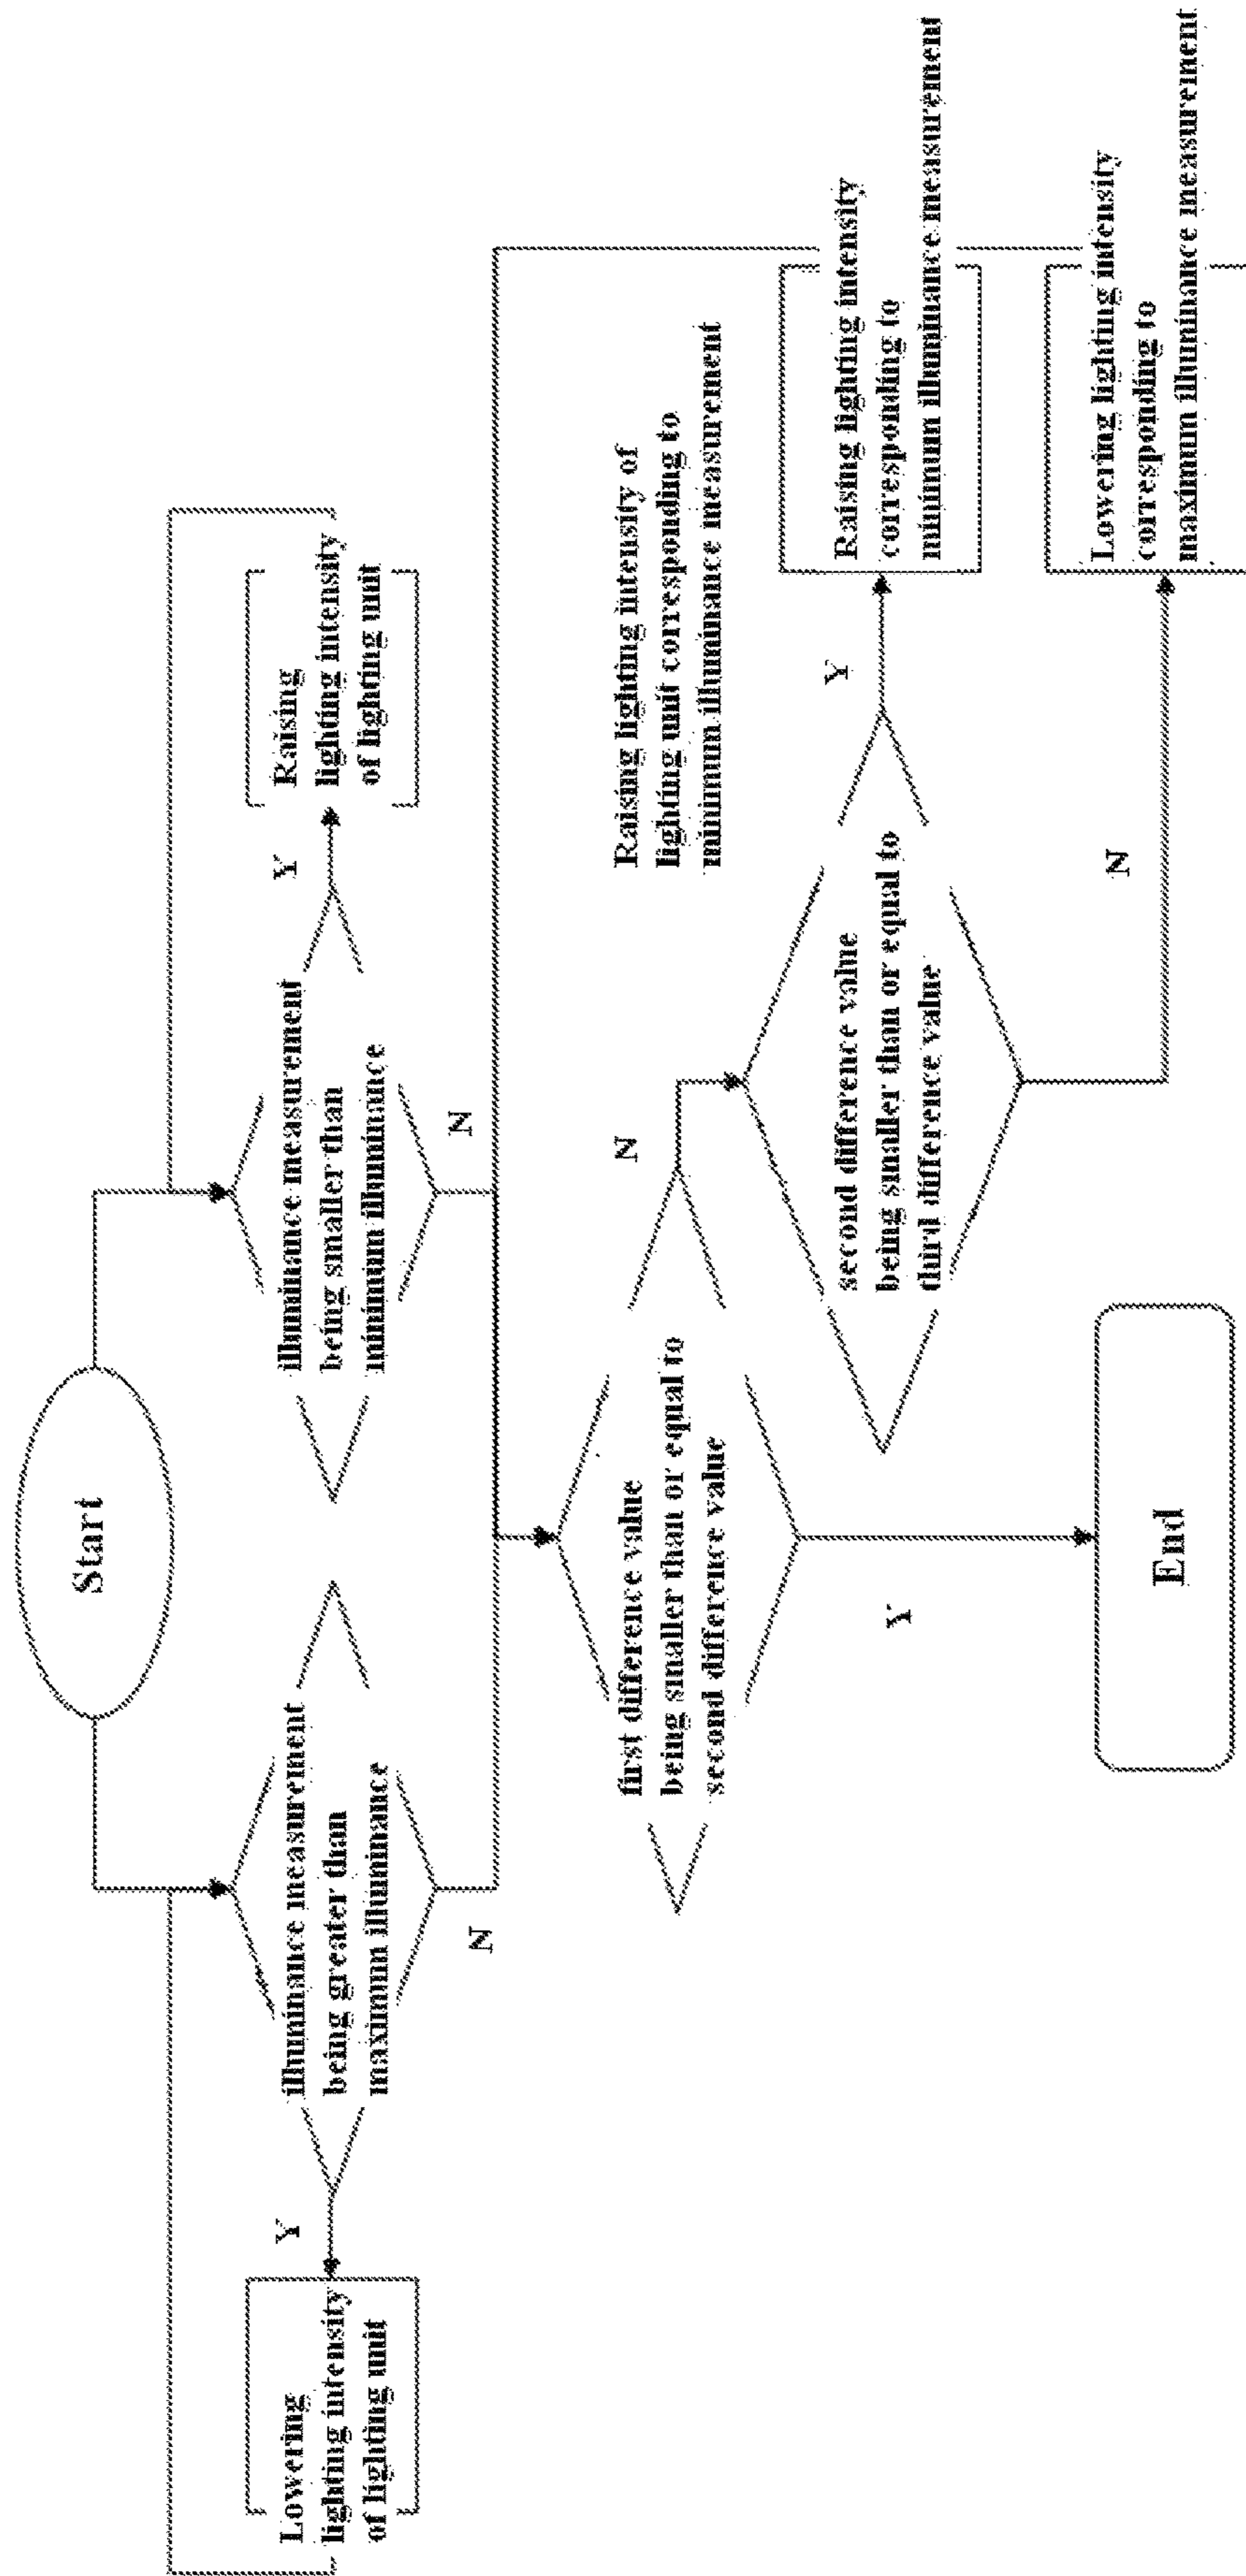 Start
illuminance measurement
being greater than
maximum illuminance
Y
N
Lowering
lighting intensity
of lighting unit
illuminance measurement
being smaller than
minimum illuminance
Y
N
Raising
lighting intensity
of lighting unit
first difference value
being smaller than or equal to
second difference value
N
Y
Raising lighting intensity of
lighting unit corresponding to
minimum illuminance measurement
second difference value
being smaller than or equal to
third difference value
Y
N
Raising lighting intensity
corresponding to
minimum illuminance measurement
Lowering lighting intensity
corresponding to
maximum illuminance measurement
End